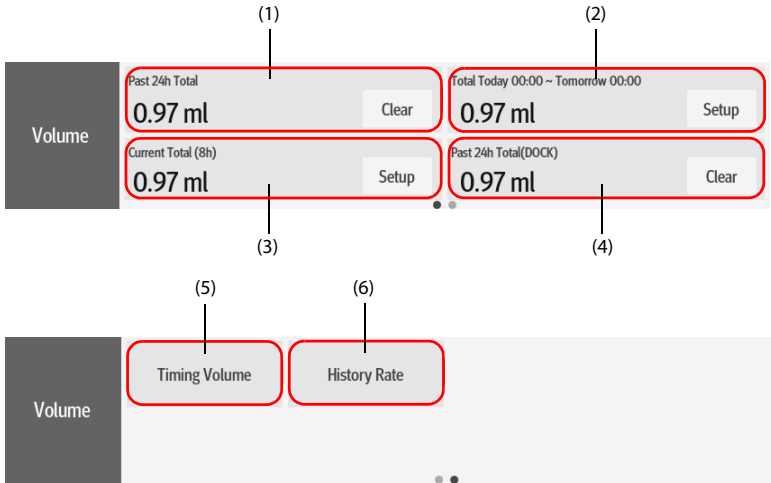 (1) (2)
Past 24h Total
0.97 ml Clear
Total Today 00:00 ~ Tomorrow 00:00
0.97 ml Setup
Volume
Current Total (8h)
0.97 ml Setup
Past 24h Total(DOCK)
0.97 ml Clear
(3) (4)
(5) (6)
Timing Volume History Rate
Volume